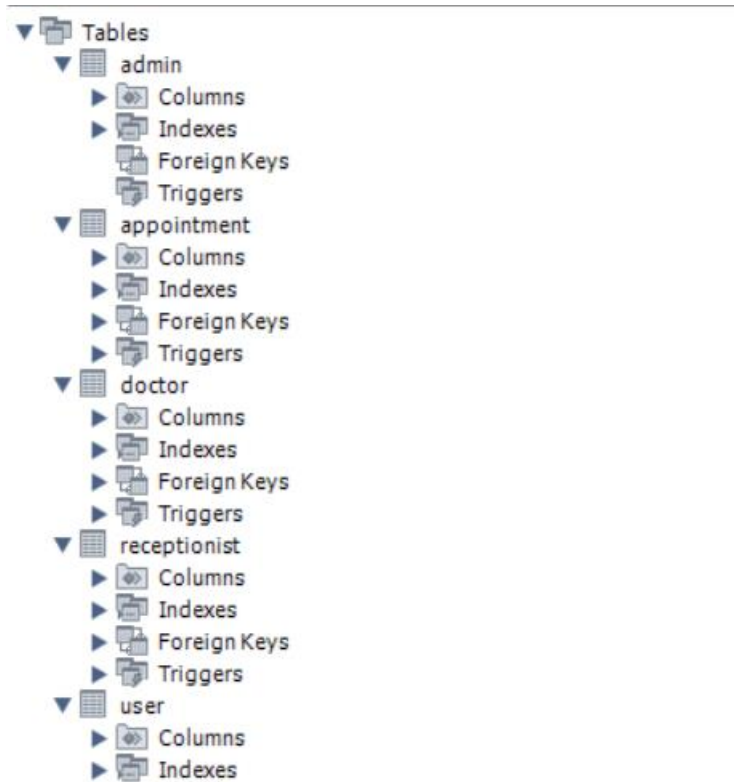 Tables
admin
Columns
Indexes
Foreign Keys
Triggers
appointment
Columns
Indexes
Foreign Keys
Triggers
doctor
Columns
Indexes
Foreign Keys
Triggers
receptionist
Columns
Indexes
Foreign Keys
Triggers
user
Columns
Indexes